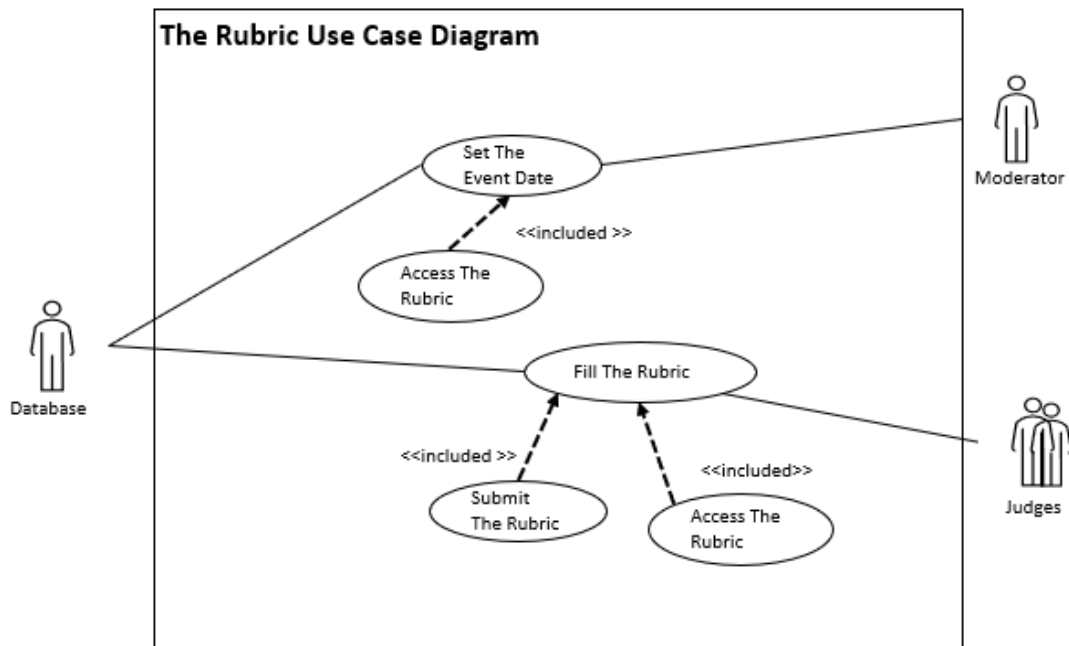 The Rubric Use Case Diagram
Set The
Event Date
Moderator
<<included >>
Access The
Rubric
Database
Fill The Rubric
<<included >>
<<included>>
Submit
The Rubric
Access The
Rubric
Judges